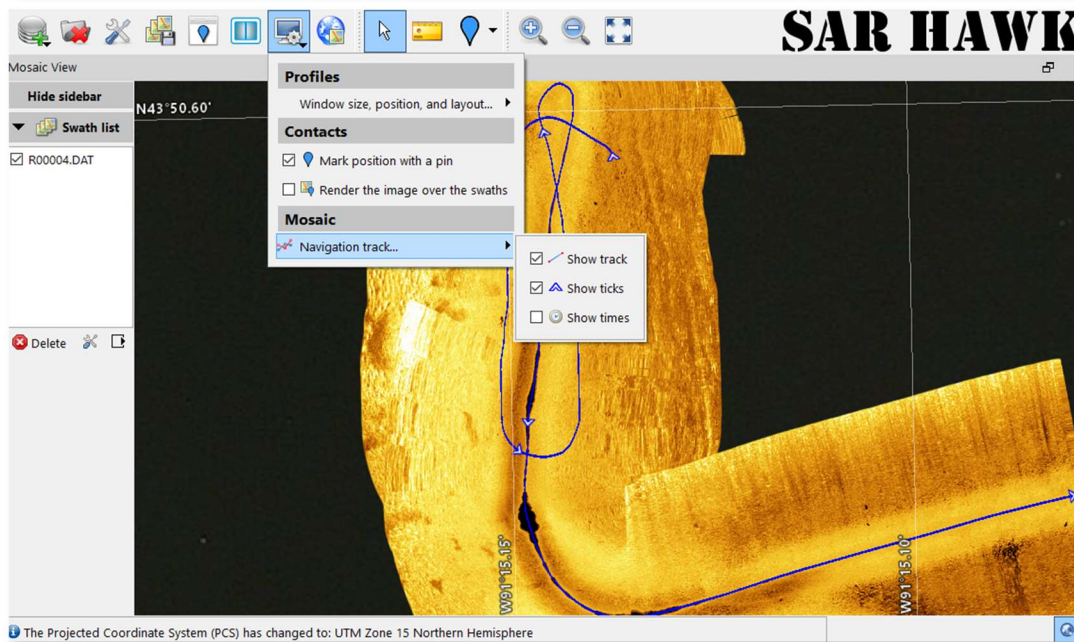 SAR HAWK
Mosaic View
Hide sidebar
Swath list
R00004.DAT
Delete
N43°50.60'
Profiles
Window size, position, and layout...
Contacts
Mark position with a pin
Render the image over the swaths
Mosaic
Navigation track...
Show track
Show ticks
Show times
W91°15.15'
W91°15.10'
The Projected Coordinate System (PCS) has changed to: UTM Zone 15 Northern Hemisphere